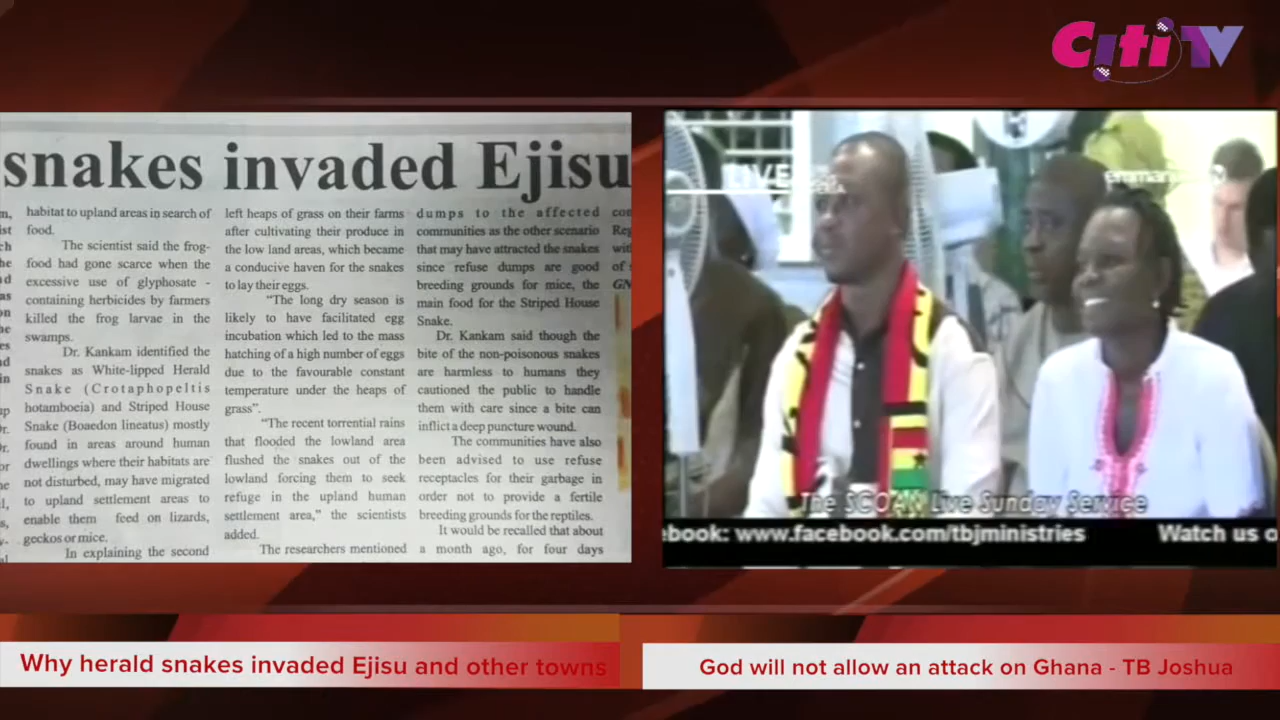 CitiTV
snakes invaded Ejisu
habitat to upland areas in search of
food.
The scientist said the frog-
food had gone scarce when the
excessive use of glyphosate -
containing herbicides by farmers
killed the frog larvae in the
swamps.
Dr. Kankam identified the
snakes as White-lipped Herald
Snake (Crotaphopeltis
hotamboeia) and Striped House
Snake (Boaedon lineatus) mostly
found in areas around human
dwellings where their habitats are
not disturbed, may have migrated
to upland settlement areas to
enable them feed on lizards,
geckos or mice.
In explaining the second
left heaps of grass on their farms
after cultivating their produce in
the low land areas, which became
a conducive haven for the snakes
to lay their eggs.
“The long dry season is
likely to have facilitated egg
incubation which led to the mass
hatching of a high number of eggs
due to the favourable constant
temperature under the heaps of
grass”.
“The recent torrential rains
that flooded the lowland area
flushed the snakes out of the
lowland forcing them to seek
refuge in the upland human
settlement area,” the scientists
added.
The researchers mentioned
dumps to the affected
communities as the other scenario
that may have attracted the snakes
since refuse dumps are good
breeding grounds for mice, the
main food for the Striped House
Snake.
Dr. Kankam said though the
bite of the non-poisonous snakes
are harmless to humans they
cautioned the public to handle
them with care since a bite can
inflict a deep puncture wound.
The communities have also
been advised to use refuse
receptacles for their garbage in
order not to provide a fertile
breeding grounds for the reptiles.
It would be recalled that about
a month ago, for four days
LIVE
The SCOAN Live Sunday Service
ebook: www.facebook.com/tbjministries Watch us o
Why herald snakes invaded Ejisu and other towns
God will not allow an attack on Ghana - TB Joshua